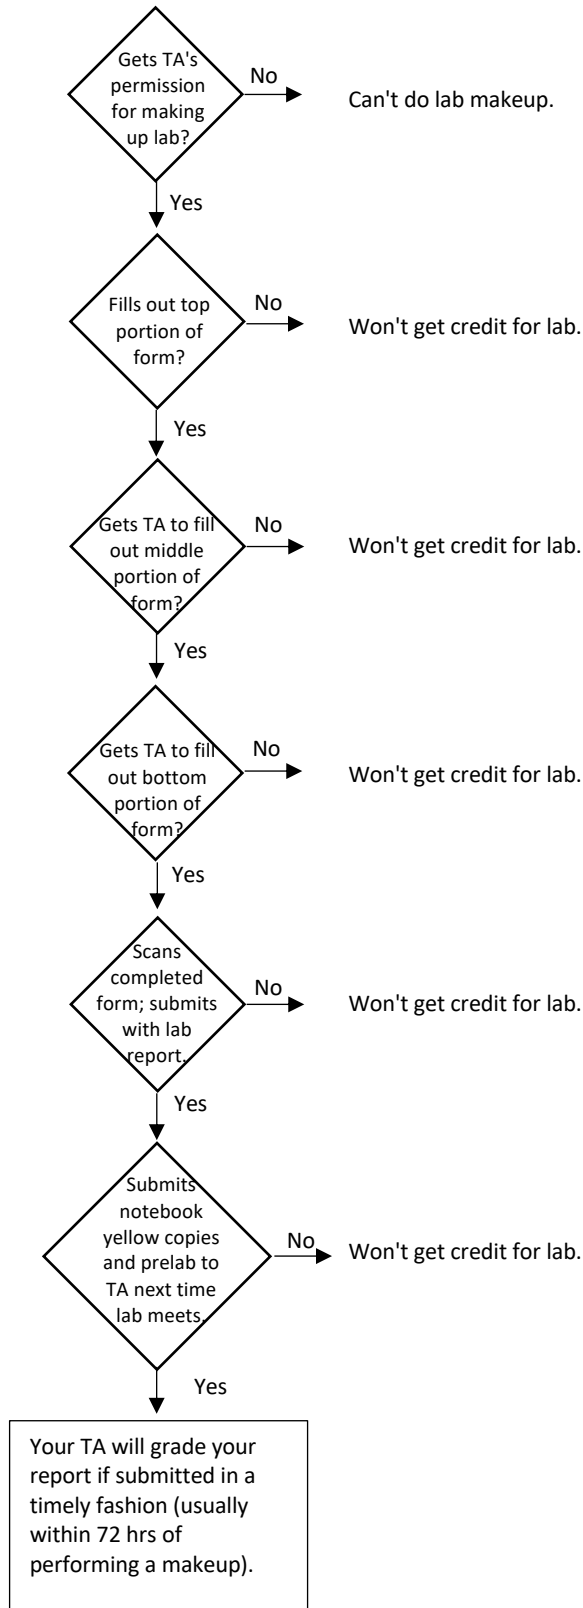 Gets TA's
permission
for making
up lab?
No
Can't do lab makeup.
Yes
Fills out top
portion of
form?
No
Won't get credit for lab.
Yes
Gets TA to fill
out middle
portion of
form?
No
Won't get credit for lab.
Yes
Gets TA to fill
out bottom
portion of
form?
No
Won't get credit for lab.
Yes
Scans
completed
form; submits
with lab
report.
No
Won't get credit for lab.
Yes
Submits
notebook
yellow copies
and prelab to
TA next time
lab meets.
No
Won't get credit for lab.
Yes
Your TA will grade your
report if submitted in a
timely fashion (usually
within 72 hrs of
performing a makeup).